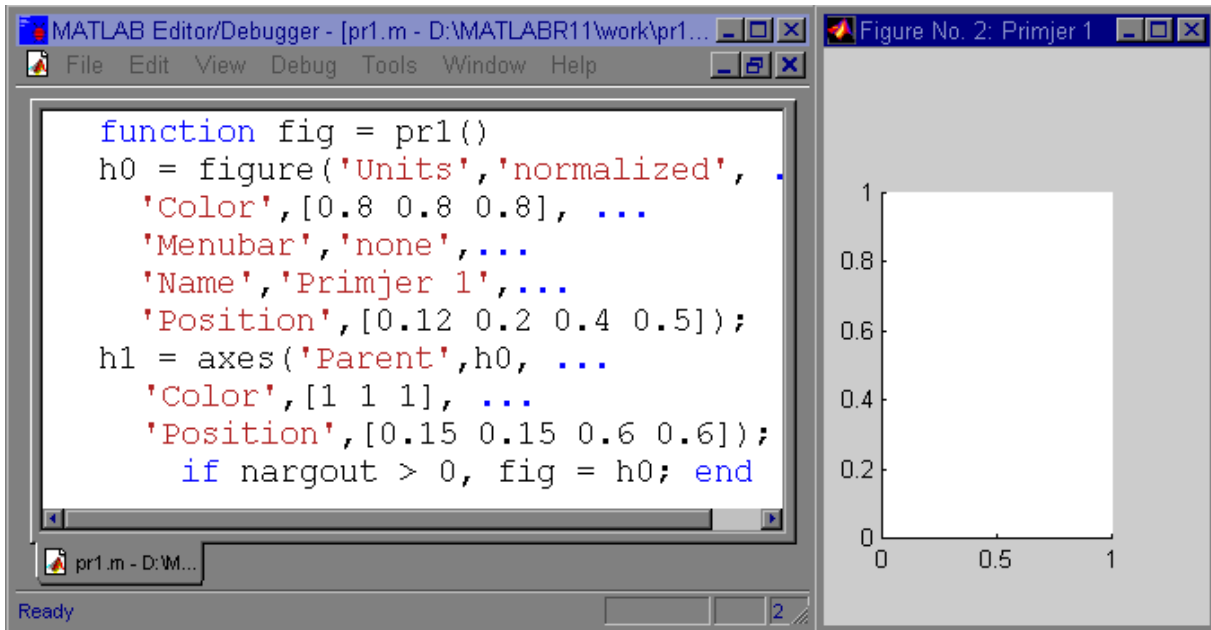 MATLAB Editor/Debugger - [pr1.m - D:\MATLABR11\work\pr1...
File Edit View Debug Tools Window Help
function fig = pr1()
h0 = figure('Units','normalized', .
'Color',[0.8 0.8 0.8], ...
'Menubar','none',...
'Name','Primjer 1',...
'Position',[0.12 0.2 0.4 0.5]);
h1 = axes('Parent',h0, ...
'Color',[1 1 1], ...
'Position',[0.15 0.15 0.6 0.6]);
if nargout > 0, fig = h0; end
pr1.m - D:\M...
Ready
2
Figure No. 2: Primjer 1
1
0.8
0.6
0.4
0.2
0
0 0.5 1